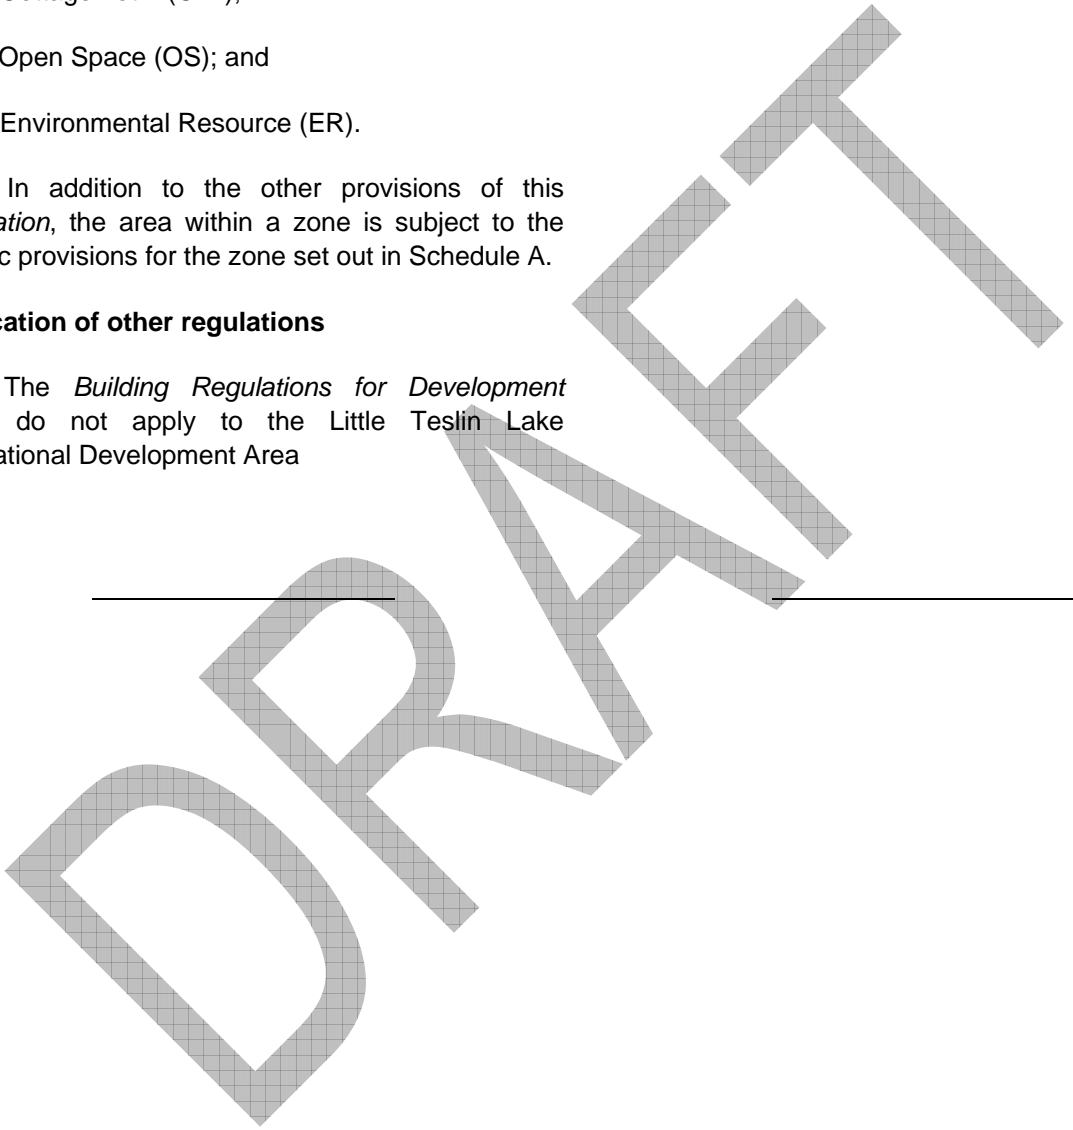 Open Space (OS); and
Environmental Resource (ER).
In addition to the other provisions of this
ation, the area within a zone is subject to the
c provisions for the zone set out in Schedule A.
cation of other regulations
The Building Regulations for Development
do not apply to the Little Teslin Lake
ational Development Area
DRAFT